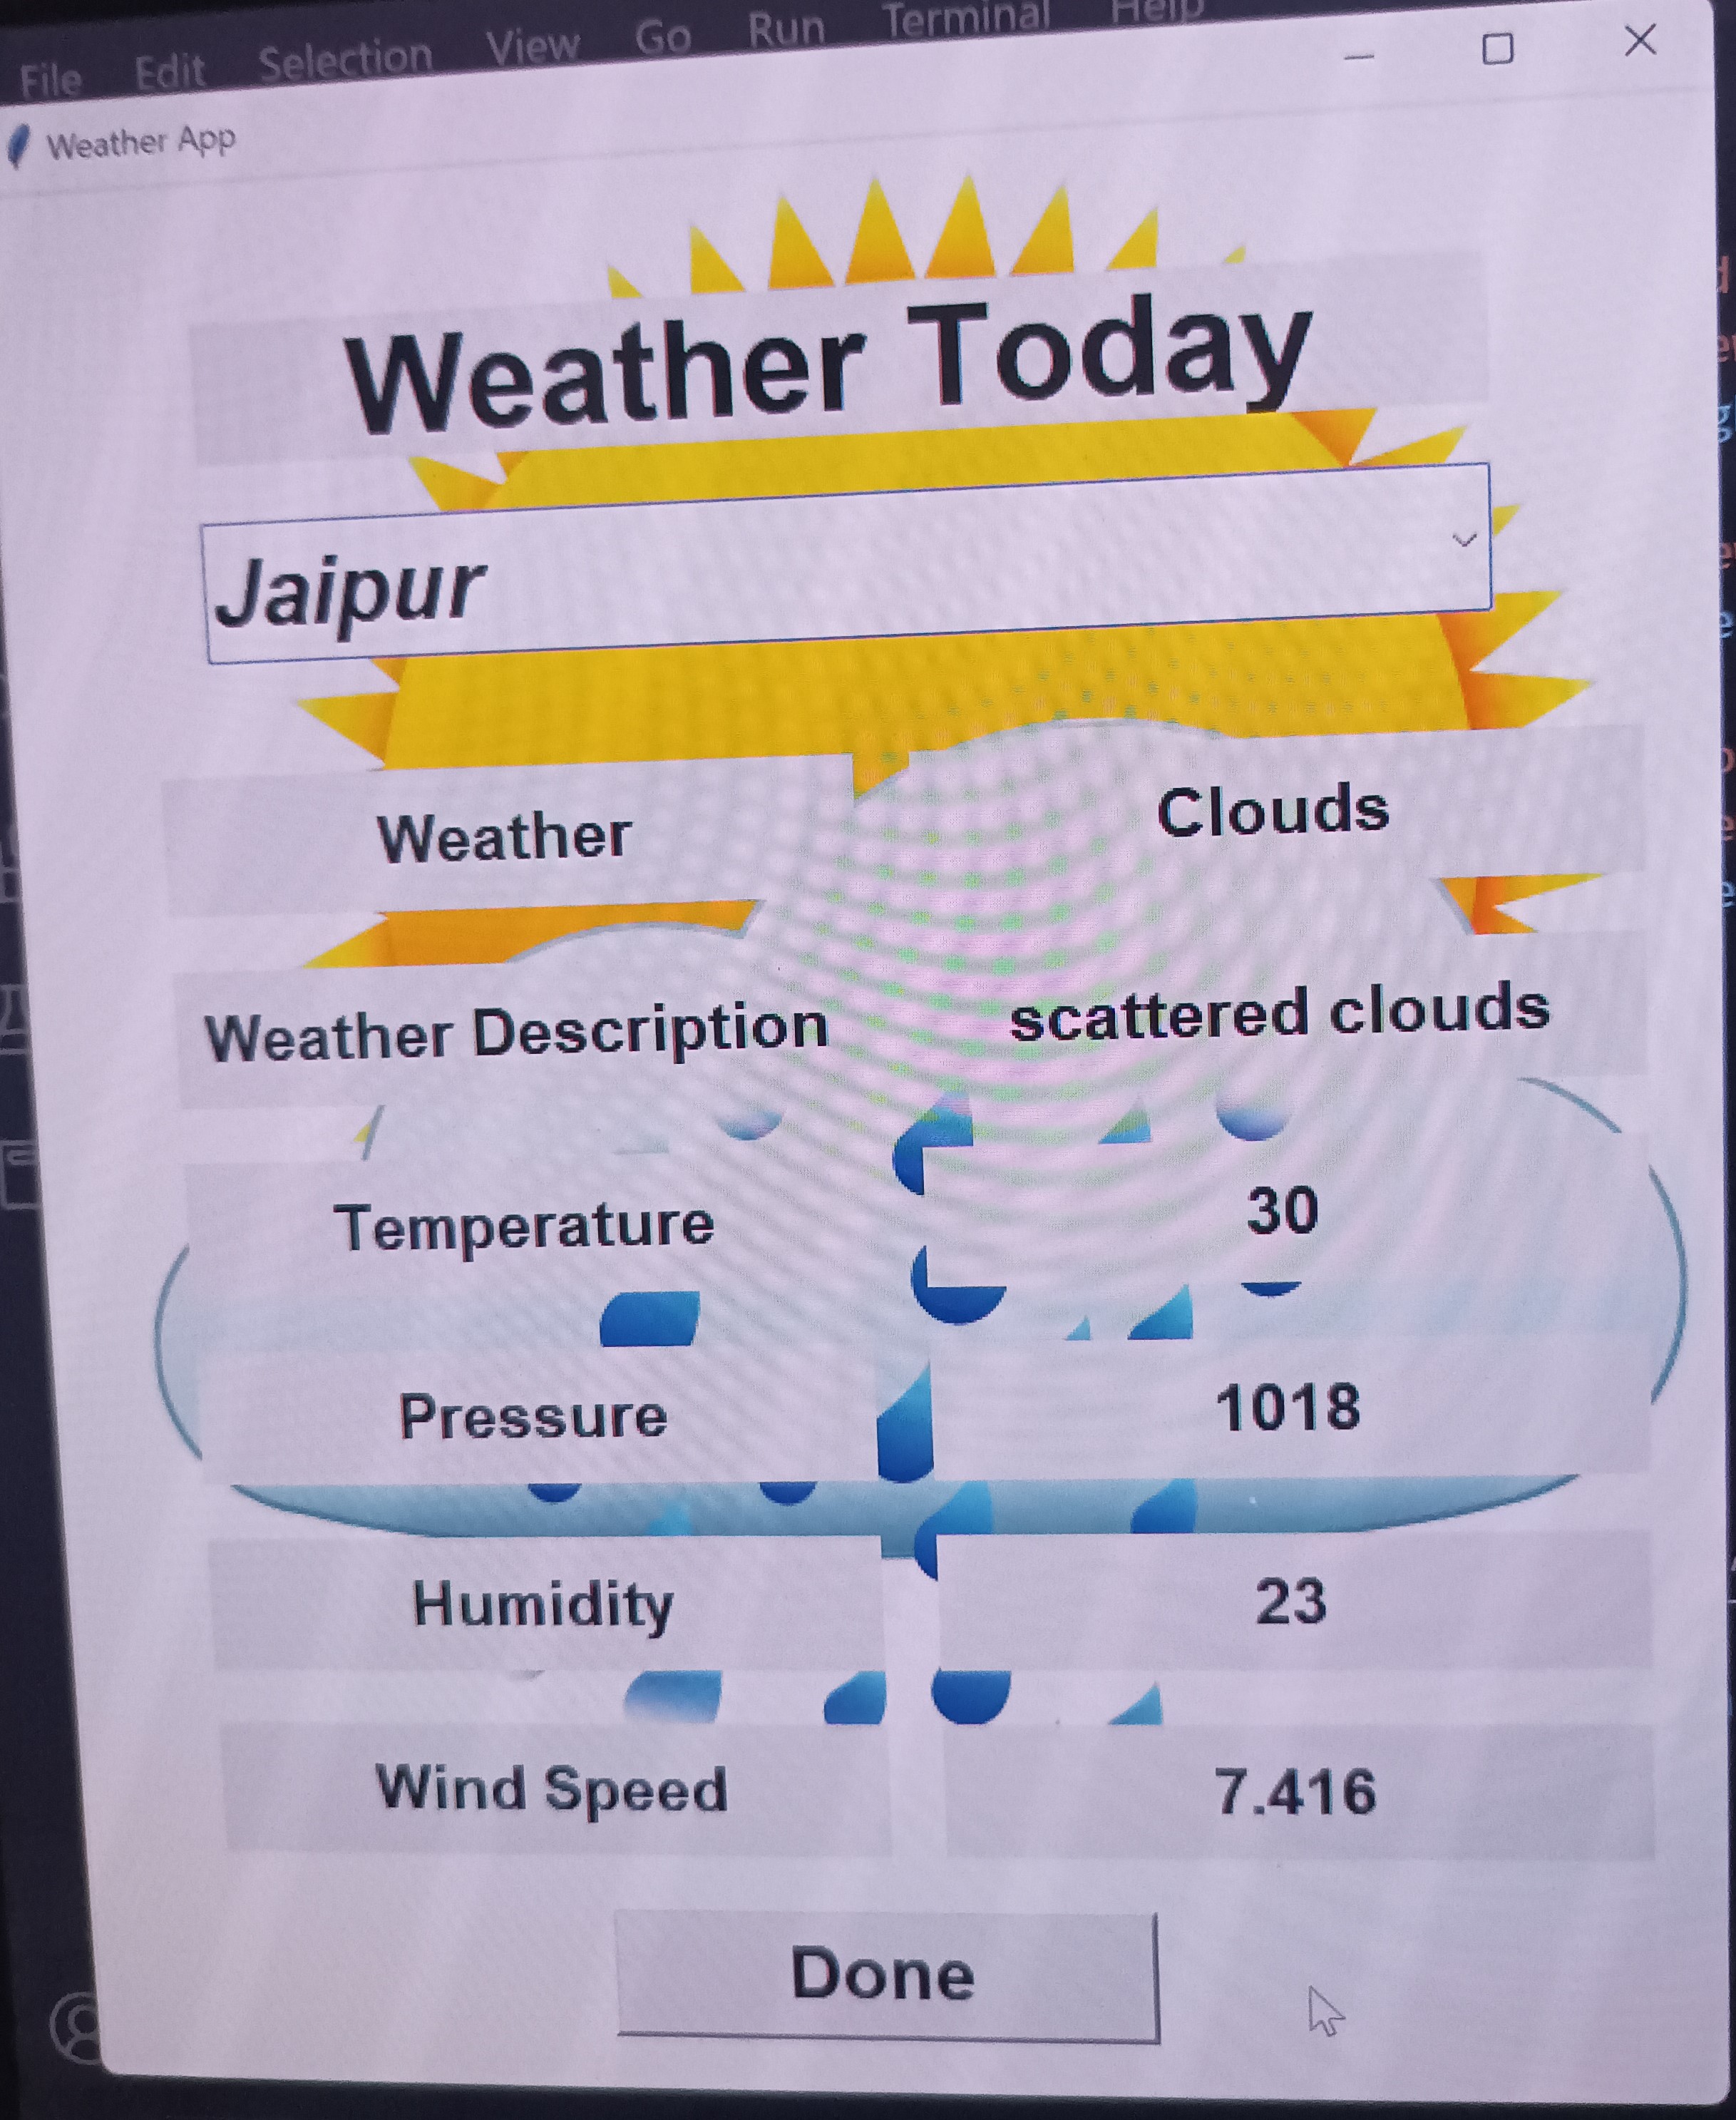 File Edit Selection View Go Run Terminal Help
Weather App
Weather Today
Jaipur
Weather Clouds
Weather Description scattered clouds
Temperature 30
Pressure 1018
Humidity 23
Wind Speed 7.416
Done